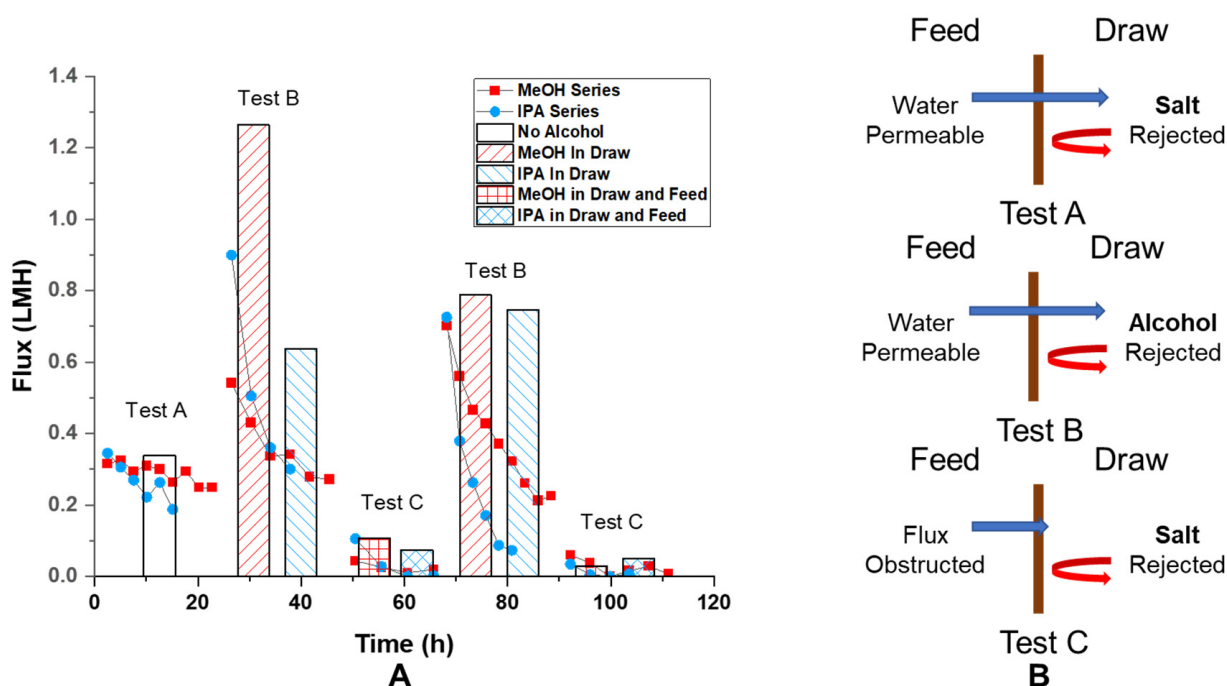 1.4
1.2
1.0
0.8
0.6
0.4
0.2
0.0
Flux (LMH)
0
20
40
60
80
100
120
Time (h)
A
Test A
Test B
Test C
Test B
Test C
MeOH Series
IPA Series
No Alcohol
MeOH In Draw
IPA In Draw
MeOH in Draw and Feed
IPA in Draw and Feed
Feed Draw
Water
Permeable
Salt
Rejected
Test A
Feed Draw
Water
Permeable
Alcohol
Rejected
Test B
Feed Draw
Flux
Obstructed
Salt
Rejected
Test C
B